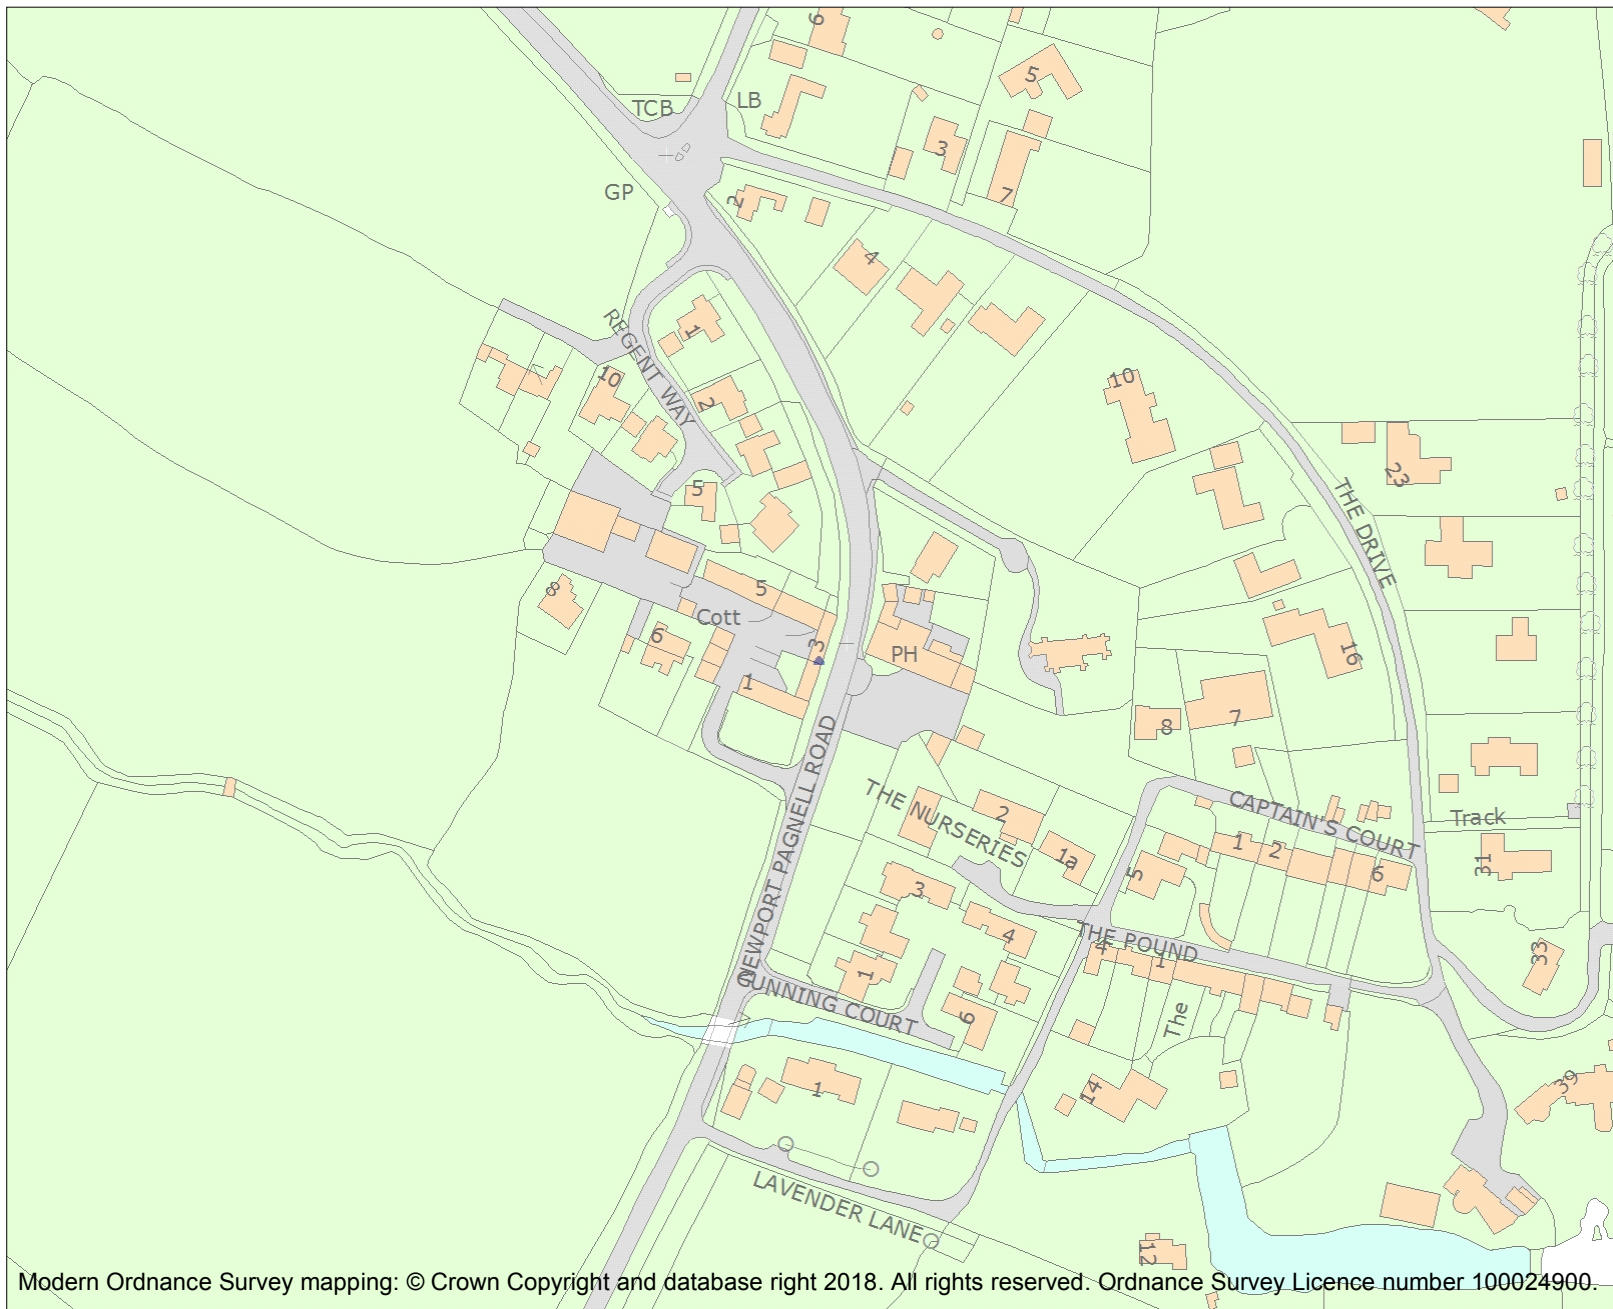 6
5
TCB
LB
3
GP
2
7
4
REGENT WAY
1
10
10
2
23
5
THE DRIVE
8
5
Cott
6
3
PH
16
1
8
7
NEWPORT PAGNELL ROAD
THE NURSERIES
2
CAPTAIN'S COURT
Track
1a
1
2
31
5
6
3
4
THE POUND
4
1
33
1
GUNNING COURT
6
The
1
14
39
LAVENDER LANE
12
Modern Ordnance Survey mapping: © Crown Copyright and database right 2018. All rights reserved. Ordnance Survey Licence number 100024900.